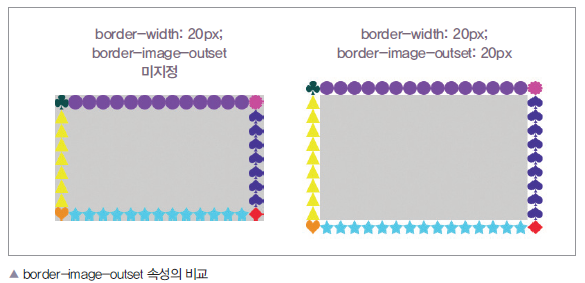 border-width: 20px;
border-image-outset
미지정
border-width: 20px;
border-image-outset: 20px
▲ border-image-outset 속성의 비교